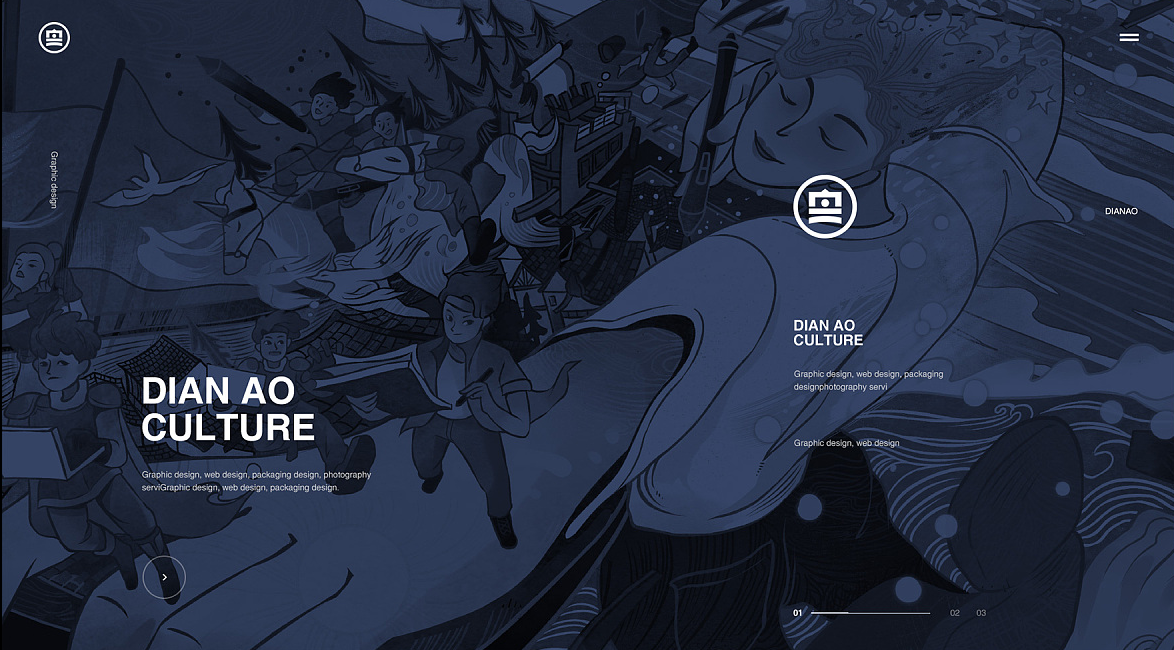 Graphic design
DIANAO
DIAN AO
CULTURE
Graphic design, web design, packaging design, photography
serviGraphic design, web design, packaging design.
DIAN AO
CULTURE
Graphic design, web design, packaging
designphotography servi
Graphic design, web design
01
02
03